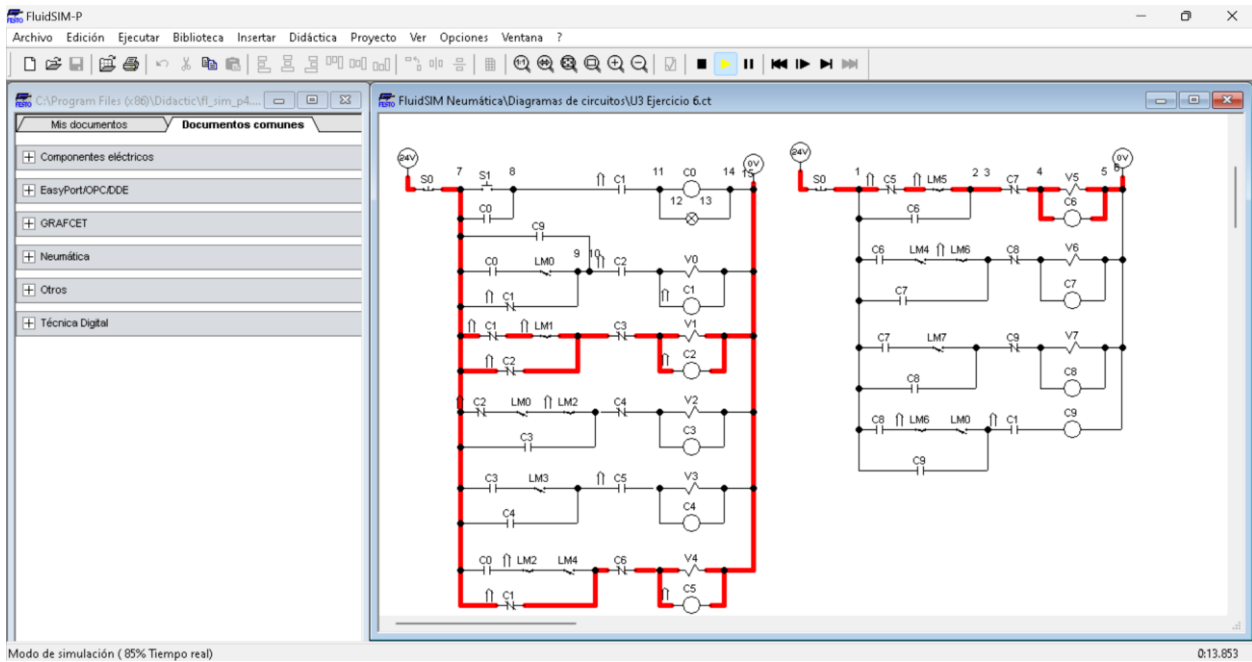 FluidSIM-P
Archivo Edición Ejecutar Biblioteca Insertar Didáctica Proyecto Ver Opciones Ventana ?
C:\Program Files (x86)\Didactic\fl_sim_p4....
FluidSIM Neumática\Diagramas de circuitos\U3 Ejercicio 6.ct
Mis documentos Documentos comunes
Componentes eléctricos
EasyPort/OPC/DDE
GRAFCET
Neumática
Otros
Técnica Digital
24V 0V
S0 7 S1 8 C1 11 C0 14 15
12 13
C0
C9
C0 LM0 9 10 C2 V0
C1 C1
C1 LM1 C3 V1
C2 C2
C2 LM0 LM2 C4 V2
C3 C3
C3 LM3 C5 V3
C4 C4
C0 LM2 LM4 C6 V4
C1 C5
24V 0V
S0 1 C5 LM5 2 3 C7 4 V5 5 6
C6 C6
C6 LM4 LM6 C8 V6
C7 C7
C7 LM7 C9 V7
C8 C8
C8 LM6 LM0 C1 C9
C9
Modo de simulación ( 85% Tiempo real) 0:13.853